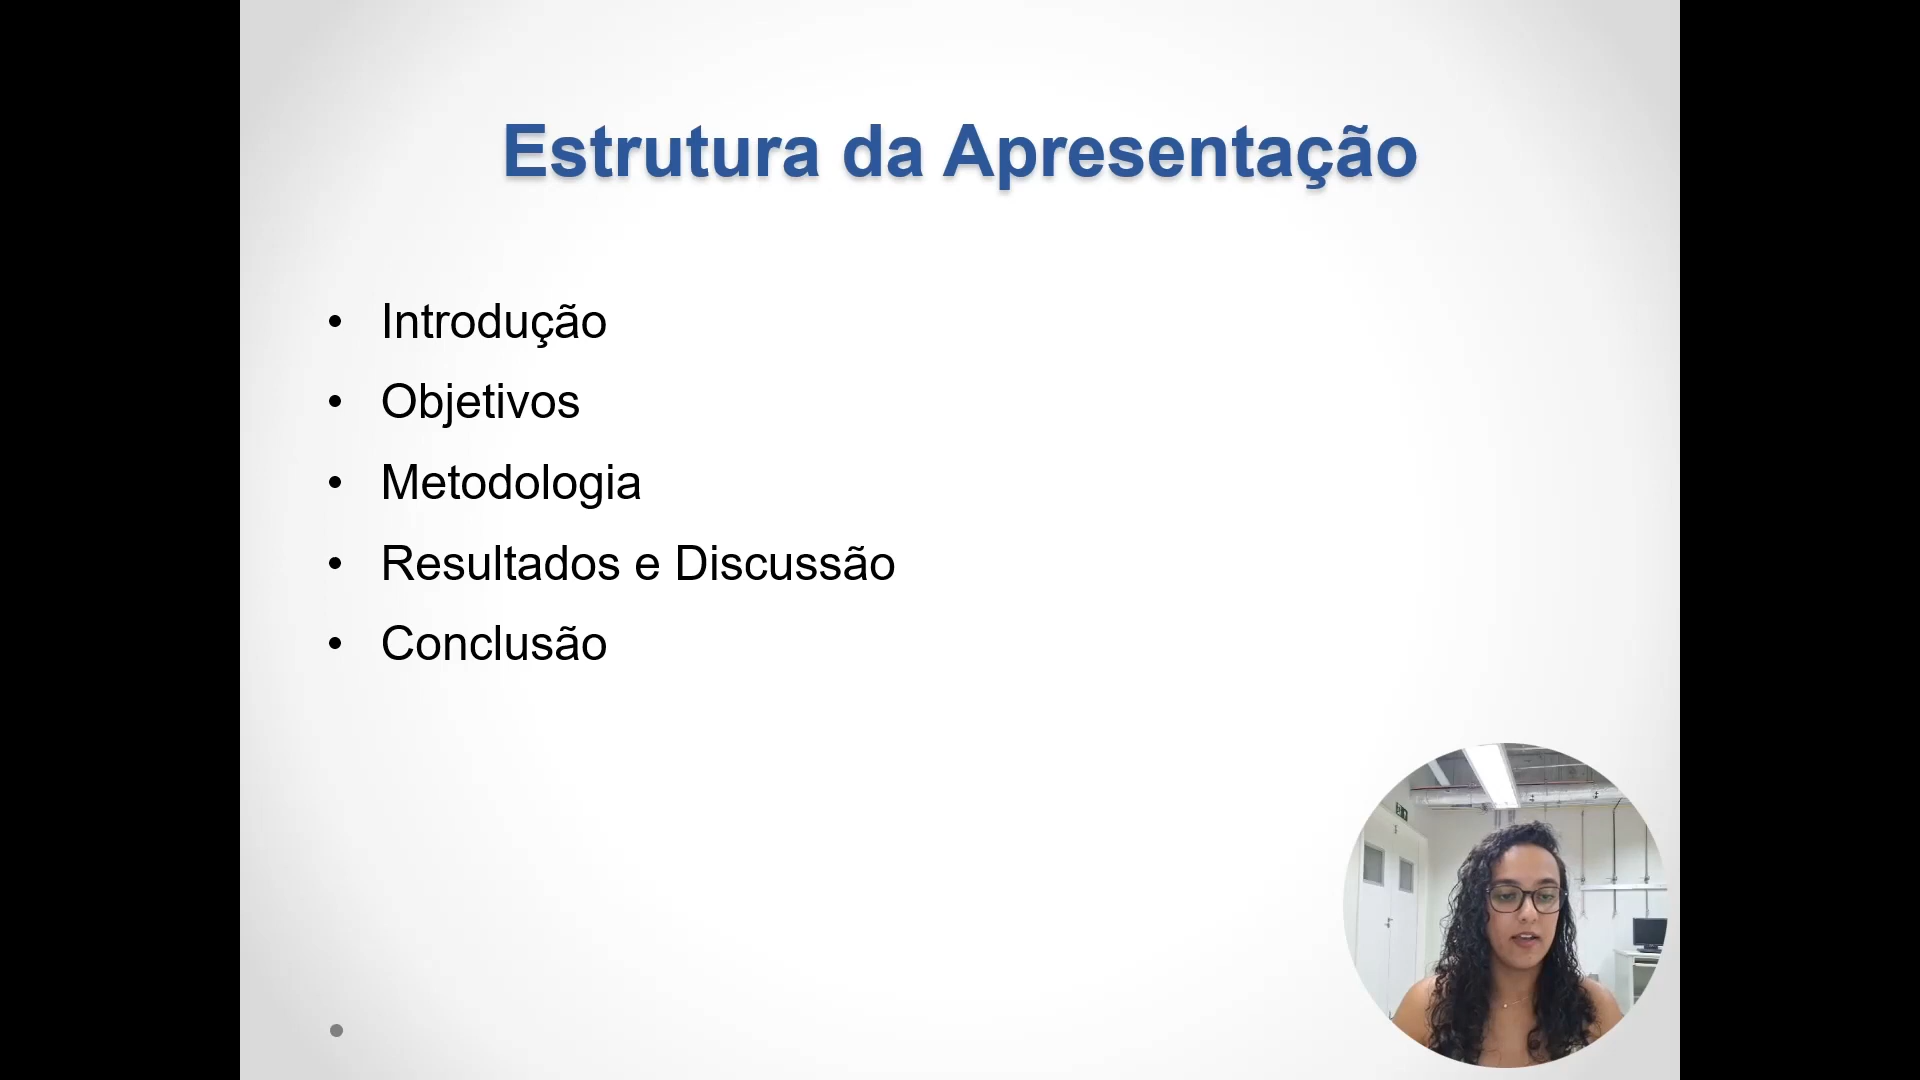 Estrutura da Apresentação
• Introdução
• Objetivos
• Metodologia
• Resultados e Discussão
• Conclusão